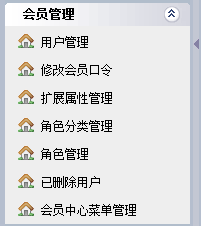 会员管理
用户管理
修改会员口令
扩展属性管理
角色分类管理
角色管理
已删除用户
会员中心菜单管理